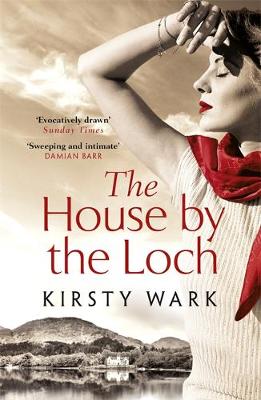 ‘Evocatively drawn’
Sunday Times
‘Sweeping and intimate’
DAMIAN BARR
The
House by
the Loch
KIRSTY WARK